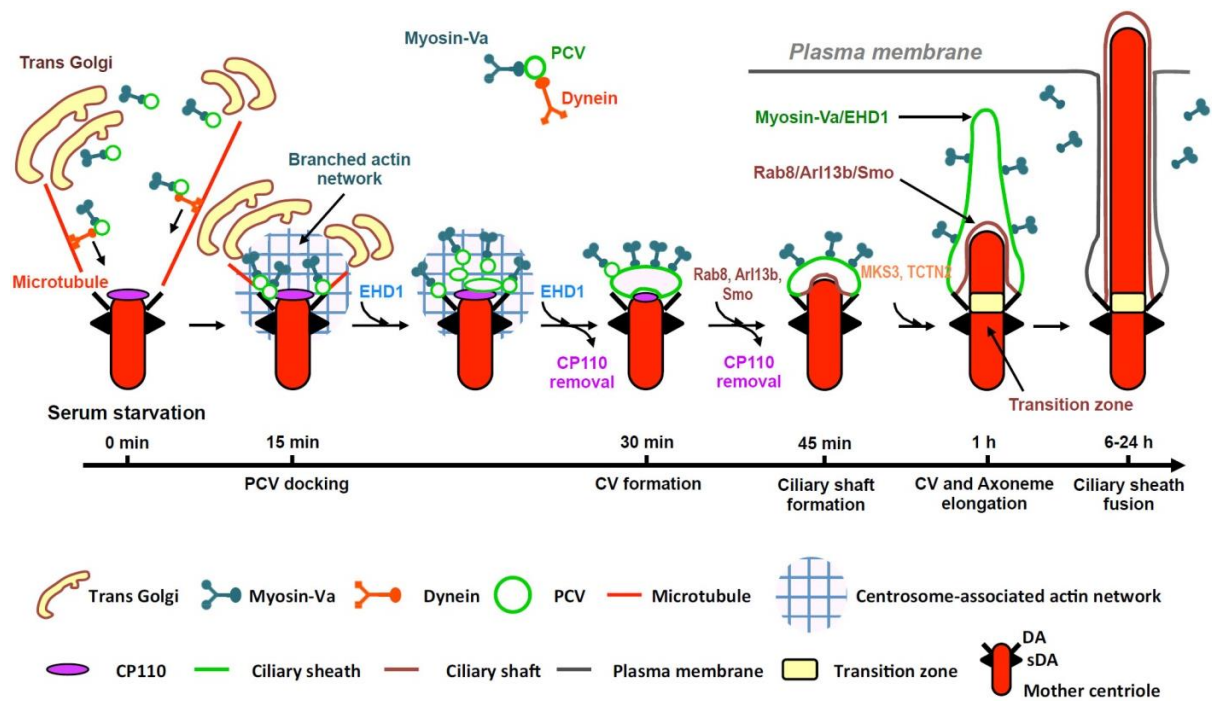 Trans Golgi
Myosin-Va
PCV
Dynein
Branched actin
network
Microtubule
Plasma membrane
Myosin-Va/EHD1
Rab8/Arl13b/Smo
EHD1
EHD1
CP110
removal
Rab8, Arl13b,
Smo
CP110
removal
MKS3, TCTN2
Transition zone
Serum starvation
0 min
15 min
30 min
45 min
1 h
6-24 h
PCV docking
CV formation
Ciliary shaft
formation
CV and Axoneme
elongation
Ciliary sheath
fusion
Trans Golgi
Myosin-Va
Dynein
PCV
Microtubule
Centrosome-associated actin network
CP110
Ciliary sheath
Ciliary shaft
Plasma membrane
Transition zone
DA
sDA
Mother centriole